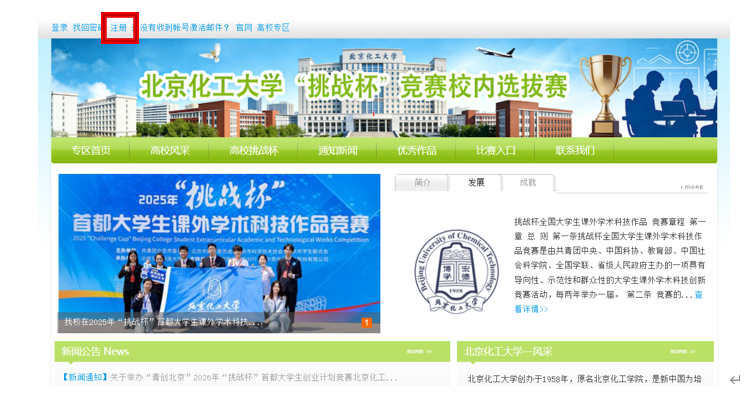 登录 找回密码 注册 没有收到帐号激活邮件？ 官网 高校专区
北京化工大学
北京化工大学“挑战杯”竞赛校内选拔赛
专区首页 高校风采 高校挑战杯 通知新闻 优秀作品 比赛入口 联系我们
2025年“挑战杯”
首都大学生课外学术科技作品竞赛
2025 "Challenge Cup" Beijing College Student Extracurricular Academic and Technological Works Competition
北京化工大学
我校在2025年“挑战杯”首都大学生课外学术科技...
1
简介 发展 成就
MORE
Beijing University of Chemical Technology
博学 宏德
1958
北京化工大学
挑战杯全国大学生课外学术科技作品 竞赛章程 第一
章 总 则 第一条挑战杯全国大学生课外学术科技作
品竞赛是由共青团中央、中国科协、教育部、中国社
会科学院、全国学联、省级人民政府主办的一项具有
导向性、示范性和群众性的大学生课外学术科技创新
竞赛活动，每两年举办一届。 第二条 竞赛的...查
看详情>>
新闻公告 News MORE >>
【新闻通知】关于举办“青创北京”2026年“挑战杯”首都大学生创业计划竞赛北京化工...
北京化工大学—风采 MORE >>
北京化工大学创办于1958年，原名北京化工学院，是新中国为培